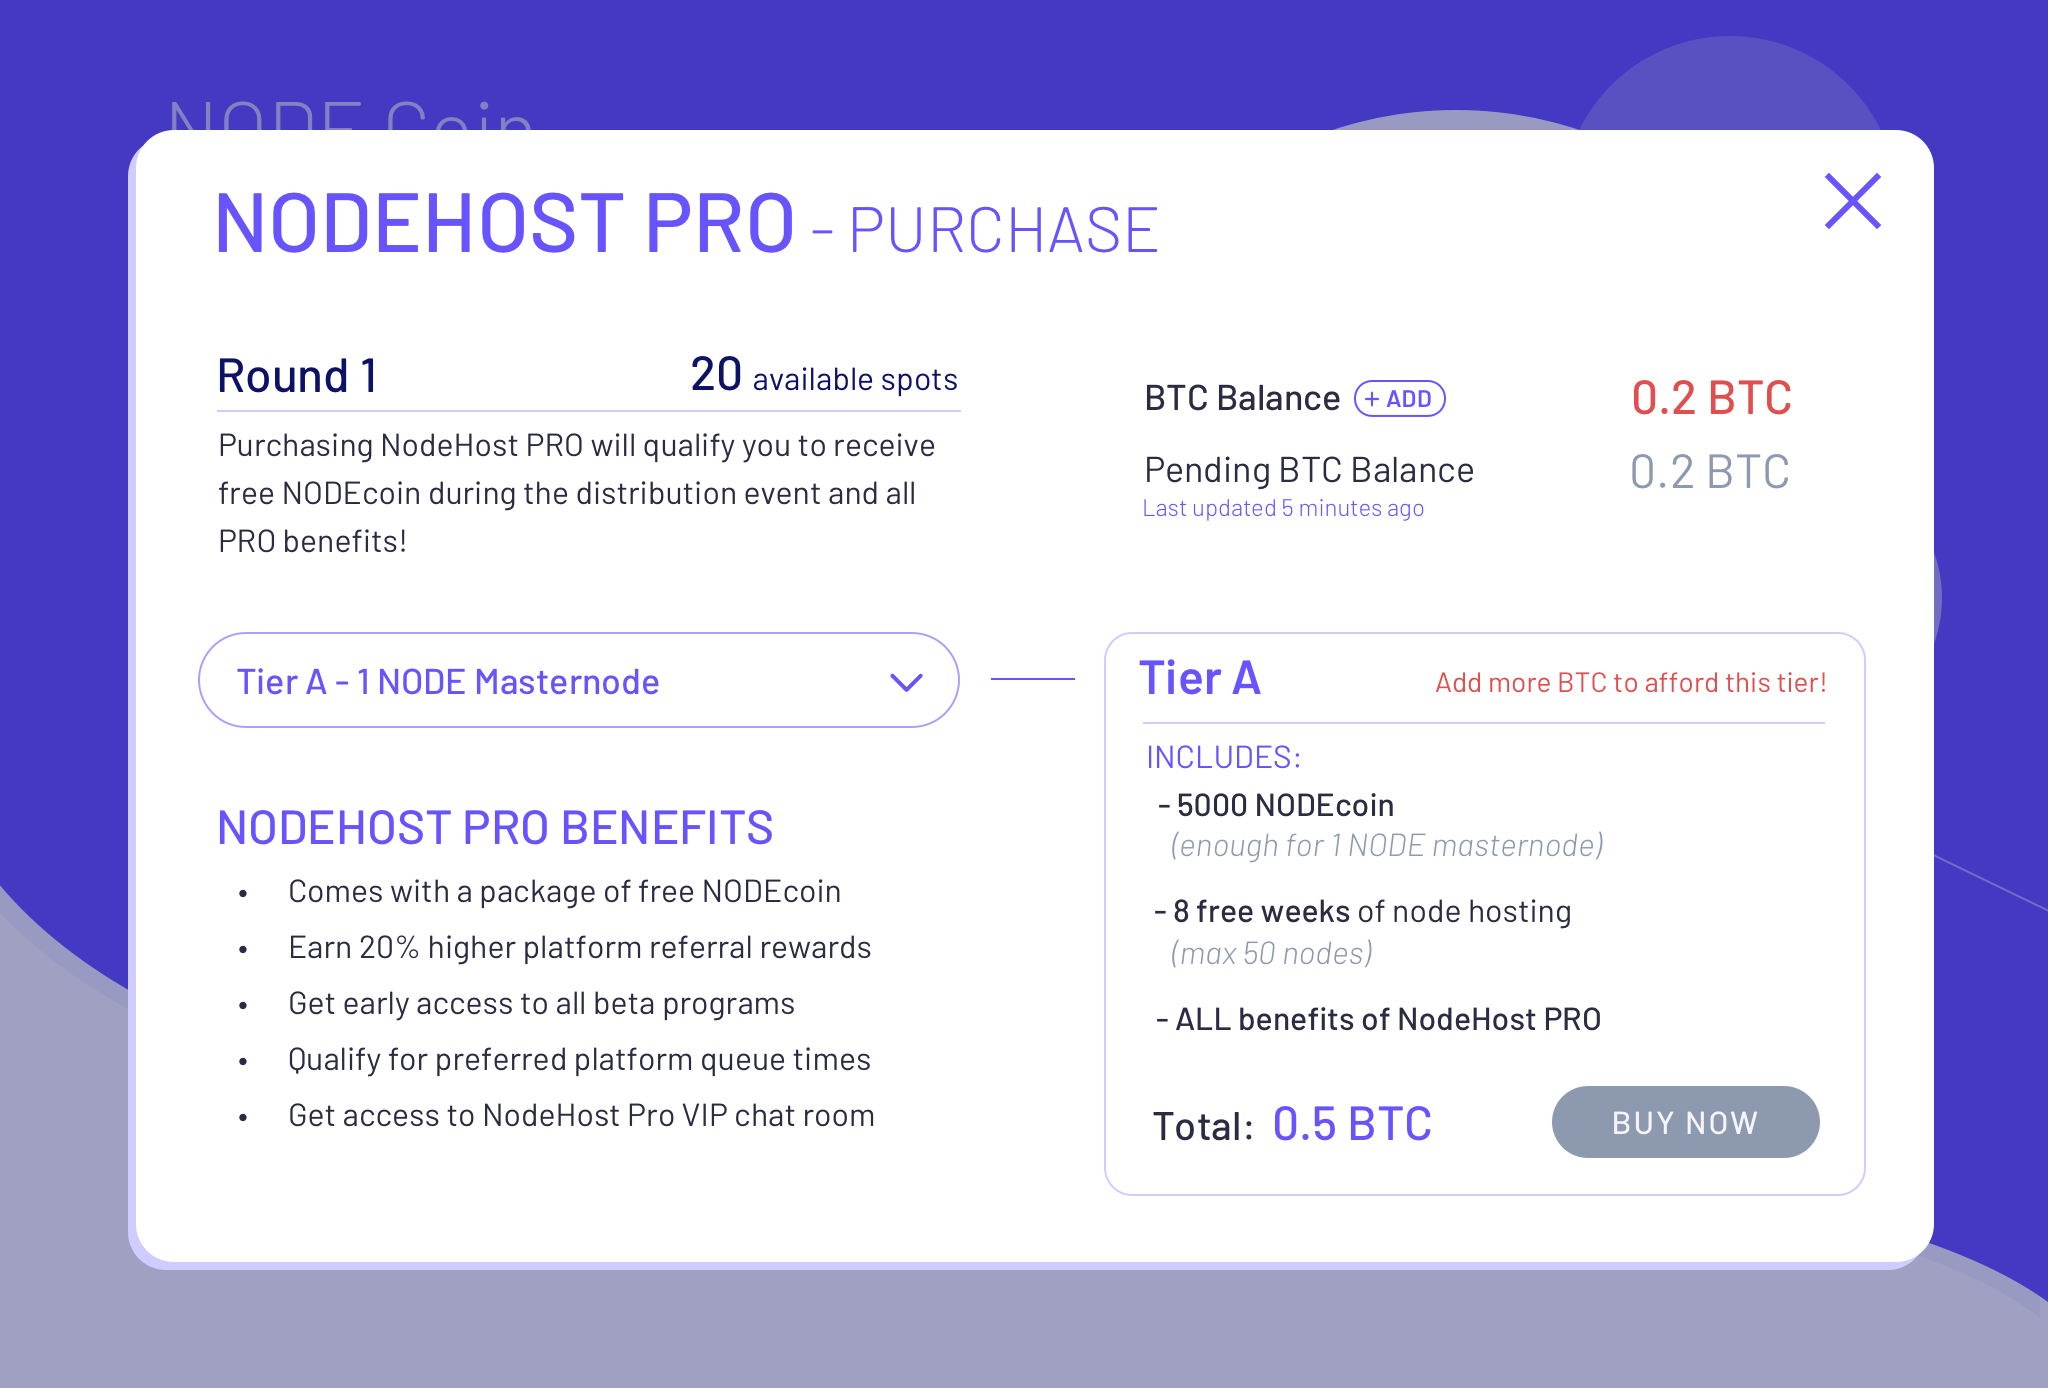 NODE Coin
NODEHOST PRO - PURCHASE
Round 1
20 available spots
Purchasing NodeHost PRO will qualify you to receive
free NODEcoin during the distribution event and all
PRO benefits!
BTC Balance + ADD 0.2 BTC
Pending BTC Balance 0.2 BTC
Last updated 5 minutes ago
Tier A - 1 NODE Masternode
NODEHOST PRO BENEFITS
• Comes with a package of free NODEcoin
• Earn 20% higher platform referral rewards
• Get early access to all beta programs
• Qualify for preferred platform queue times
• Get access to NodeHost Pro VIP chat room
Tier A
Add more BTC to afford this tier!
INCLUDES:
- 5000 NODEcoin
(enough for 1 NODE masternode)
- 8 free weeks of node hosting
(max 50 nodes)
- ALL benefits of NodeHost PRO
Total: 0.5 BTC
BUY NOW